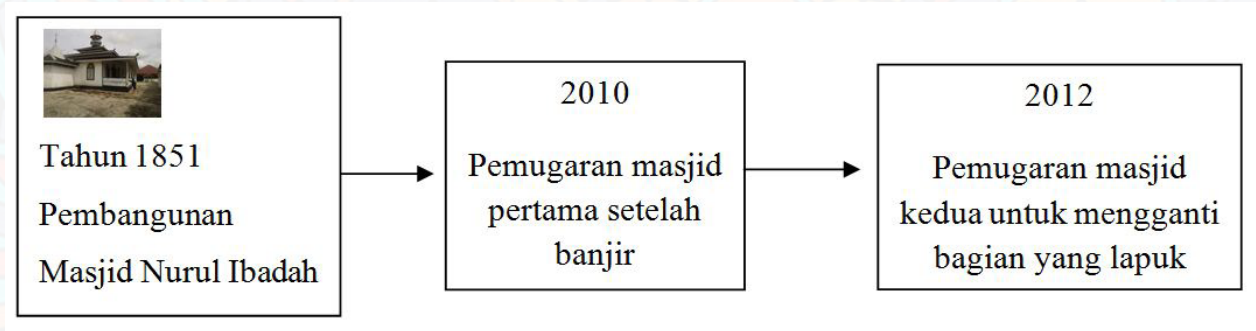 Tahun 1851
Pembangunan
Masjid Nurul Ibadah
2010
Pemugaran masjid
pertama setelah
banjir
2012
Pemugaran masjid
kedua untuk mengganti
bagian yang lapuk